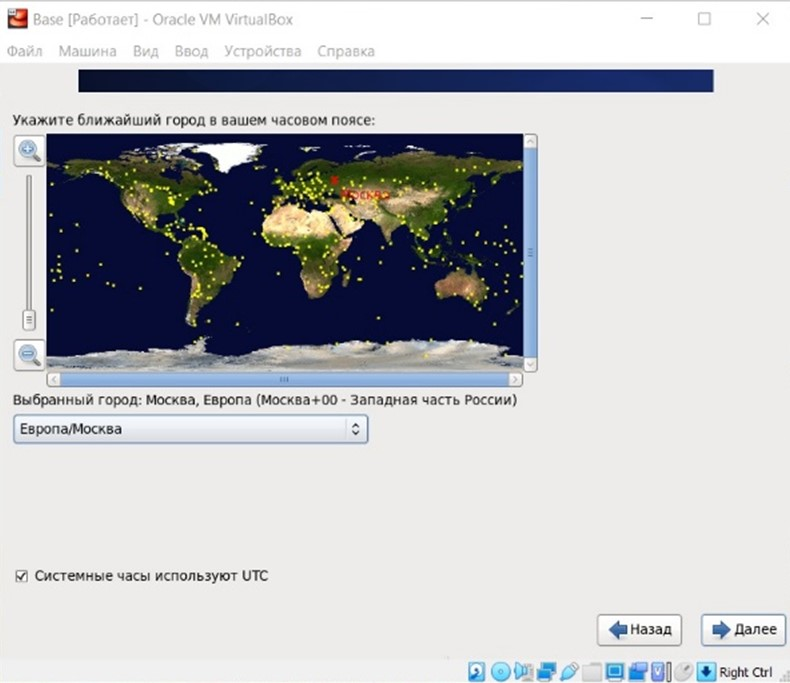 Base [Работает] - Oracle VM VirtualBox
Файл Машина Вид Ввод Устройства Справка
Укажите ближайший город в вашем часовом поясе:
Москва
Выбранный город: Москва, Европа (Москва+00 - Западная часть России)
Европа/Москва
Системные часы используют UTC
Назад Далее
Right Ctrl